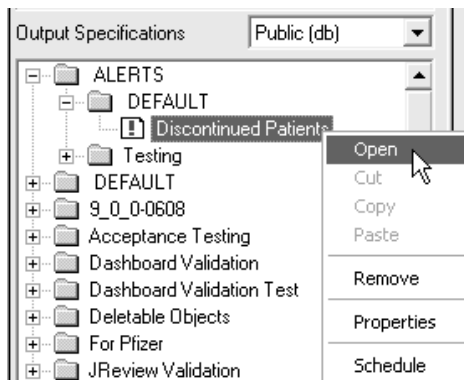 Output Specifications Public (db)
ALERTS
DEFAULT
Discontinued Patients
Testing
DEFAULT
9_0_0-0608
Acceptance Testing
Dashboard Validation
Dashboard Validation Test
Deletable Objects
For Pfizer
JReview Validation
Open
Cut
Copy
Paste
Remove
Properties
Schedule